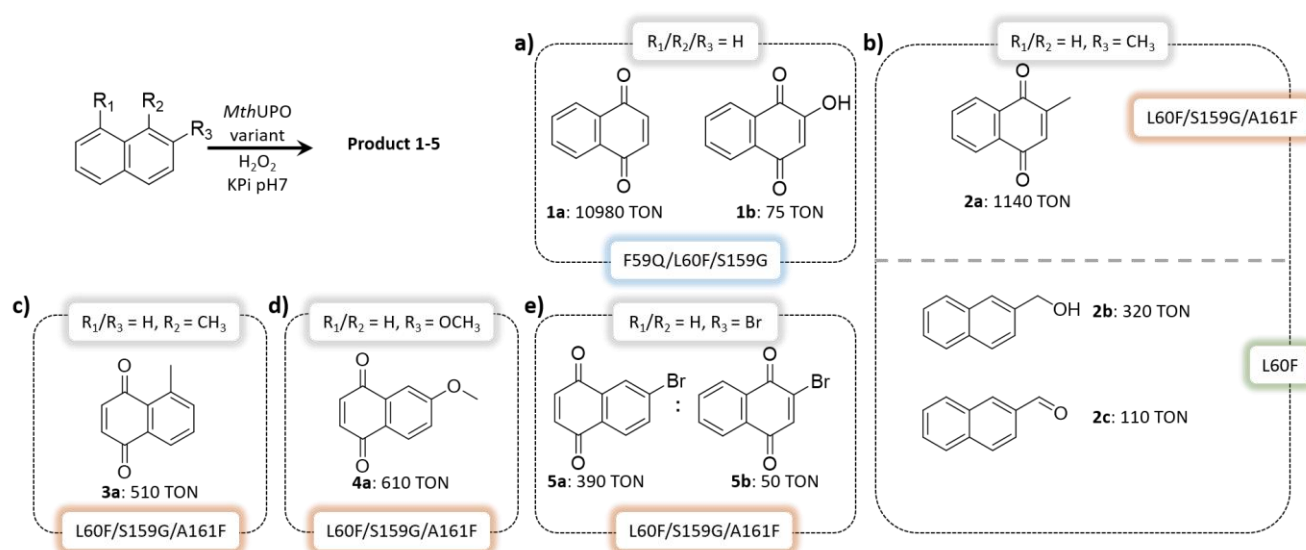 R₁
R₂
R₃
MthUPO
variant
H₂O₂
KPi pH7
Product 1-5
a)
R₁/R₂/R₃ = H
O
O
O
OH
O
1a: 10980 TON
1b: 75 TON
F59Q/L60F/S159G
b)
R₁/R₂ = H, R₃ = CH₃
O
O
L60F/S159G/A161F
2a: 1140 TON
OH
2b: 320 TON
L60F
O
2c: 110 TON
c)
R₁/R₃ = H, R₂ = CH₃
O
O
3a: 510 TON
L60F/S159G/A161F
d)
R₁/R₂ = H, R₃ = OCH₃
O
O
O
4a: 610 TON
L60F/S159G/A161F
e)
R₁/R₂ = H, R₃ = Br
O
Br
O
:
O
Br
O
5a: 390 TON
5b: 50 TON
L60F/S159G/A161F